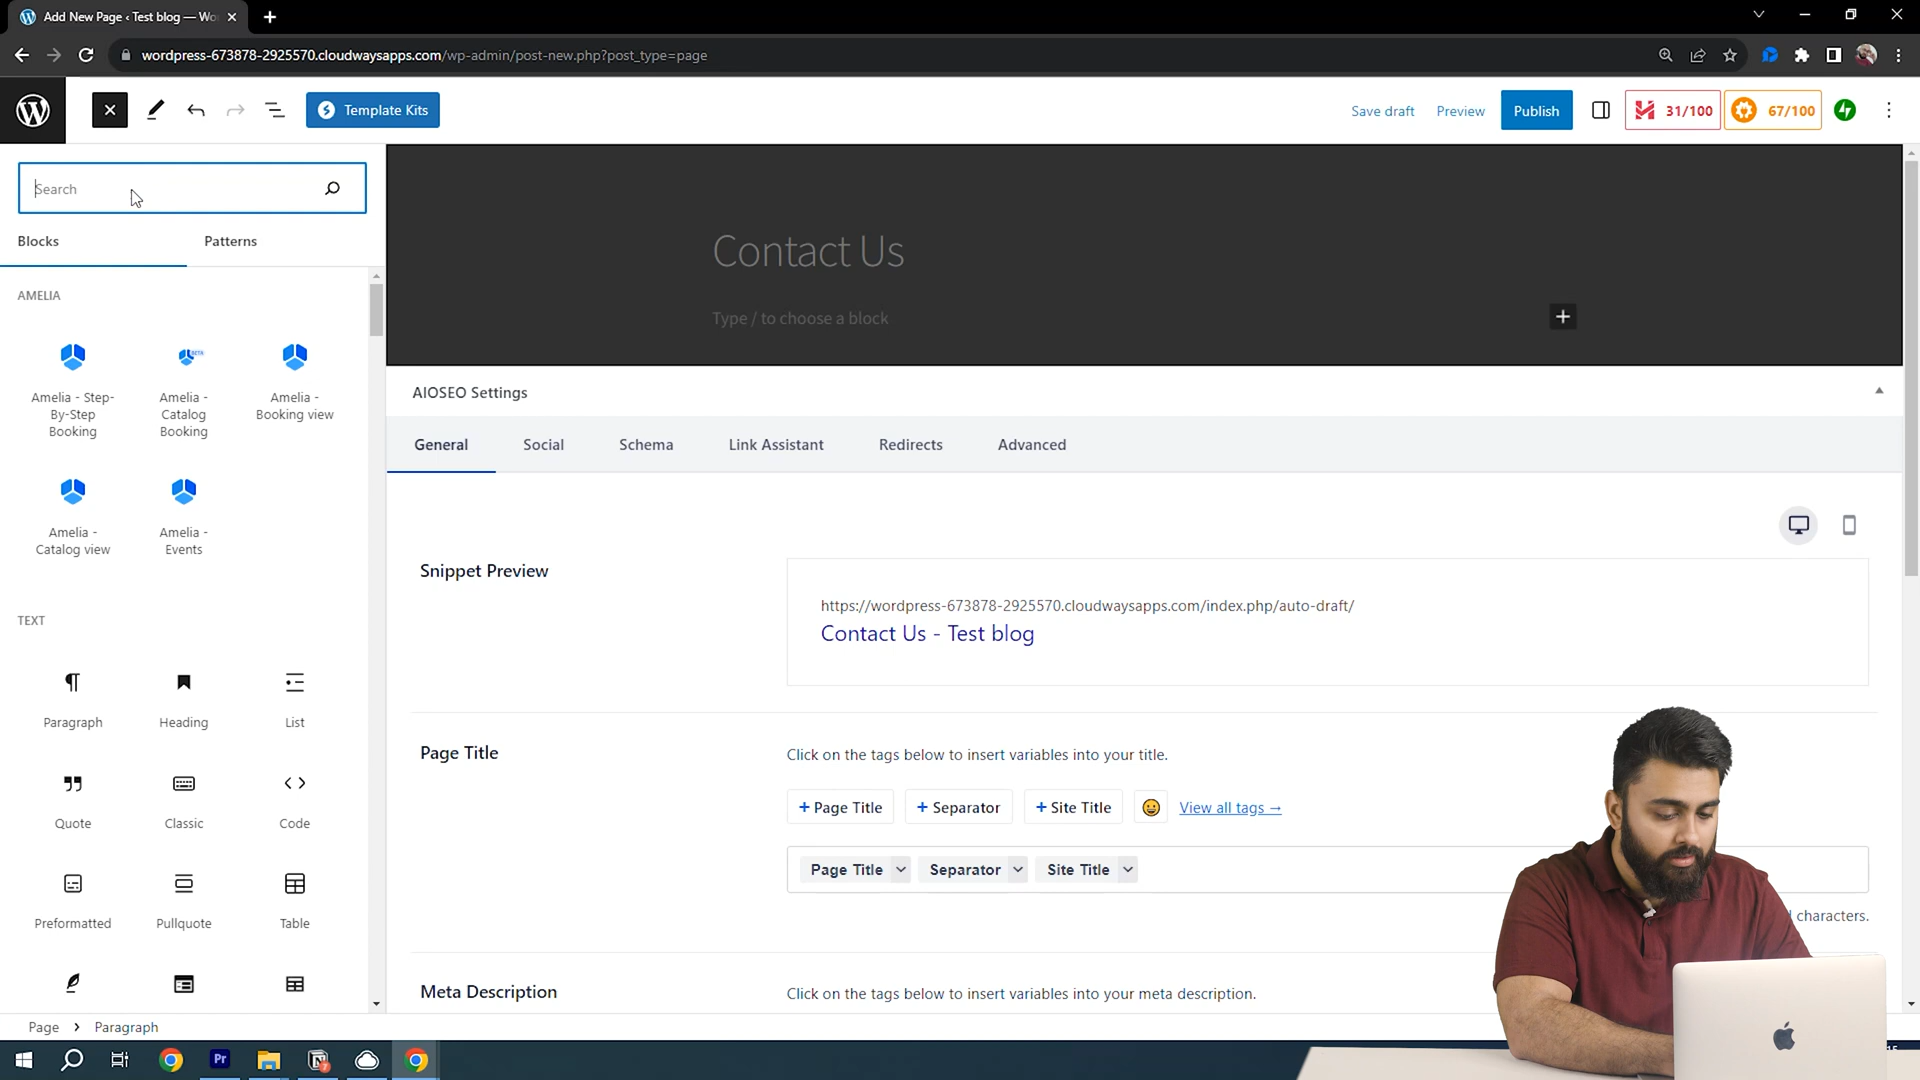 Add New Page ‹ Test blog — Wo
wordpress-673878-2925570.cloudwaysapps.com/wp-admin/post-new.php?post_type=page
Template Kits
Save draft
Preview
Publish
31/100
67/100
Search
Blocks
Patterns
AMELIA
Amelia - Step-
By-Step
Booking
BETA
Amelia -
Catalog
Booking
Amelia -
Booking view
Amelia -
Catalog view
Amelia -
Events
TEXT
Paragraph
Heading
List
Quote
Classic
Code
Preformatted
Pullquote
Table
Contact Us
Type / to choose a block
AIOSEO Settings
General
Social
Schema
Link Assistant
Redirects
Advanced
Snippet Preview
https://wordpress-673878-2925570.cloudwaysapps.com/index.php/auto-draft/
Contact Us - Test blog
Page Title
Click on the tags below to insert variables into your title.
+ Page Title
+ Separator
+ Site Title
View all tags →
Page Title
Separator
Site Title
characters.
Meta Description
Click on the tags below to insert variables into your meta description.
Page › Paragraph
Pr